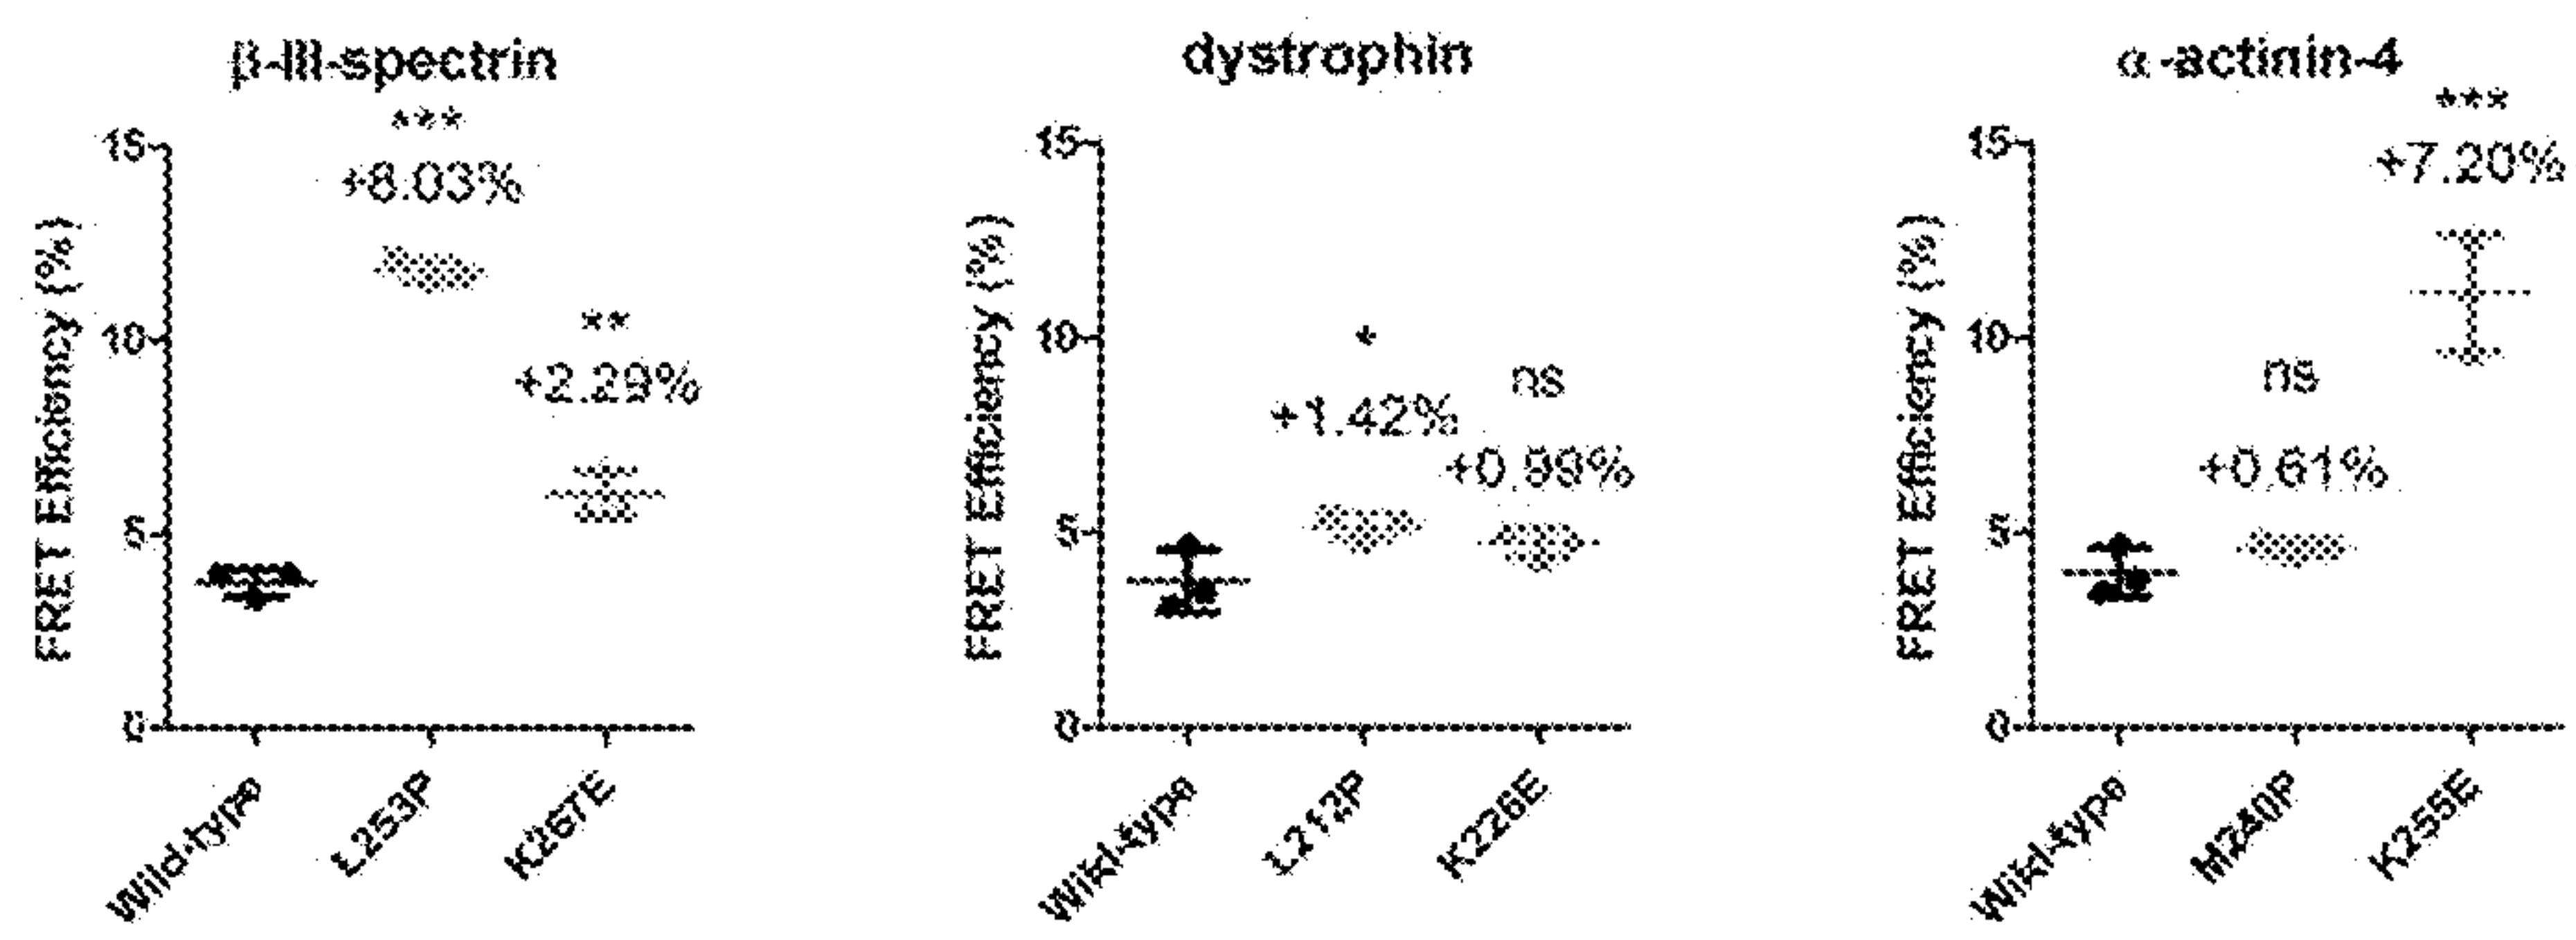 β-III-spectrin
***
+8.03%
**
+2.29%
FRET Efficiency (%)
15
10
5
0
Wild-type
L253P
K267E
dystrophin
*
+1.42%
ns
+0.99%
FRET Efficiency (%)
15
10
5
0
Wild-type
L212P
K226E
α-actinin-4
***
+7.20%
ns
+0.61%
FRET Efficiency (%)
15
10
5
0
Wild-type
M240P
K255E